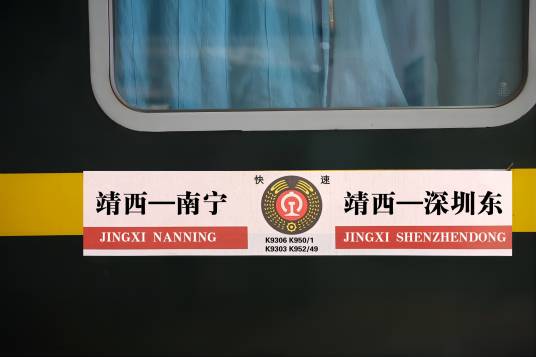 快 速
靖西—南宁
JINGXI NANNING
K9306 K950/1
K9303 K952/49
靖西—深圳东
JINGXI SHENZHENDONG